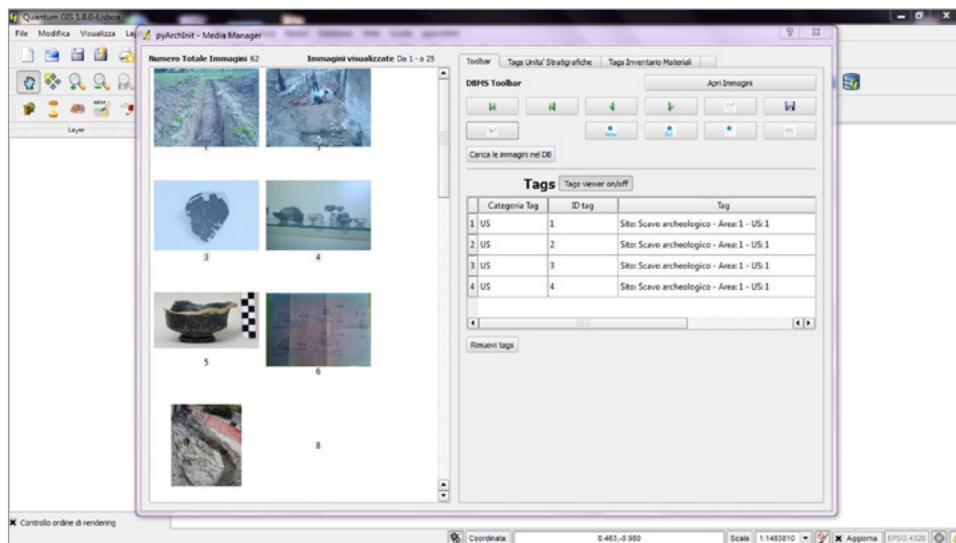 Quantum GIS 1.8.0-Lisboa
File Modifica Visualizza
pyArchInit - Media Manager
Numero Totale Immagini 62 Immagini visualizzate Da 1 - a 25
Toolbar Tags Unita' Stratigrafiche Tags Inventario Materiali
DBMS Toolbar Apri Immagini
Carica le immagini nel DB
Tags Tags viewer on/off
Categoria Tag ID tag Tag
1 US 1 Sito: Scavo archeologico - Area: 1 - US: 1
2 US 2 Sito: Scavo archeologico - Area: 1 - US: 1
3 US 3 Sito: Scavo archeologico - Area: 1 - US: 1
4 US 4 Sito: Scavo archeologico - Area: 1 - US: 1
Rimuovi tags
Layer
3 4
5 6
8
Controllo ordine di rendering
Coordinata: 0.463,-0.980 Scala 1:1483810 Aggiorna EPSG:4326